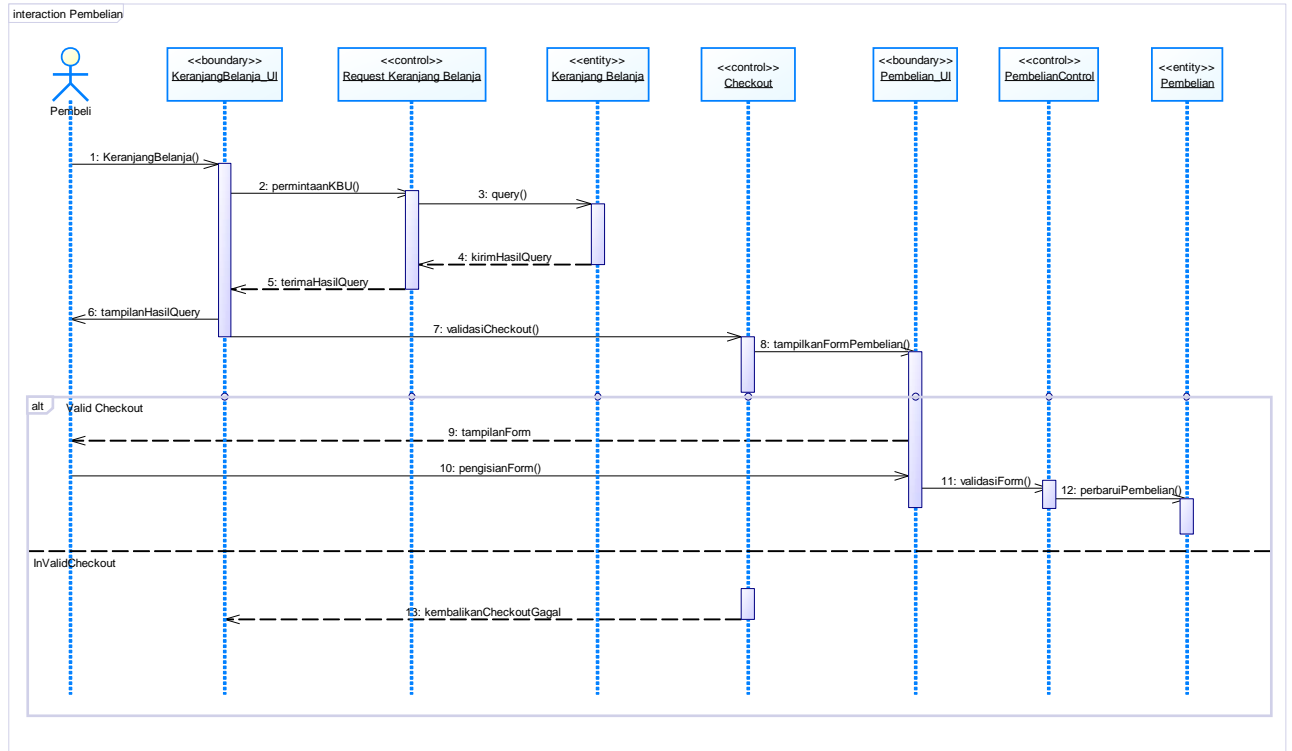 interaction Pembelian
Pembeli
<<boundary>>
KeranjangBelanja_UI
<<control>>
Request Keranjang Belanja
<<entity>>
Keranjang Belanja
<<control>>
Checkout
<<boundary>>
Pembelian_UI
<<control>>
PembelianControl
<<entity>>
Pembelian
1: KeranjangBelanja()
2: permintaanKBU()
3: query()
4: kirimHasilQuery
5: terimaHasilQuery
6: tampilanHasilQuery
7: validasiCheckout()
8: tampilkanFormPembelian()
alt
Valid Checkout
9: tampilanForm
10: pengisianForm()
11: validasiForm()
12: perbaruiPembelian()
InValidCheckout
13: kembalikanCheckoutGagal